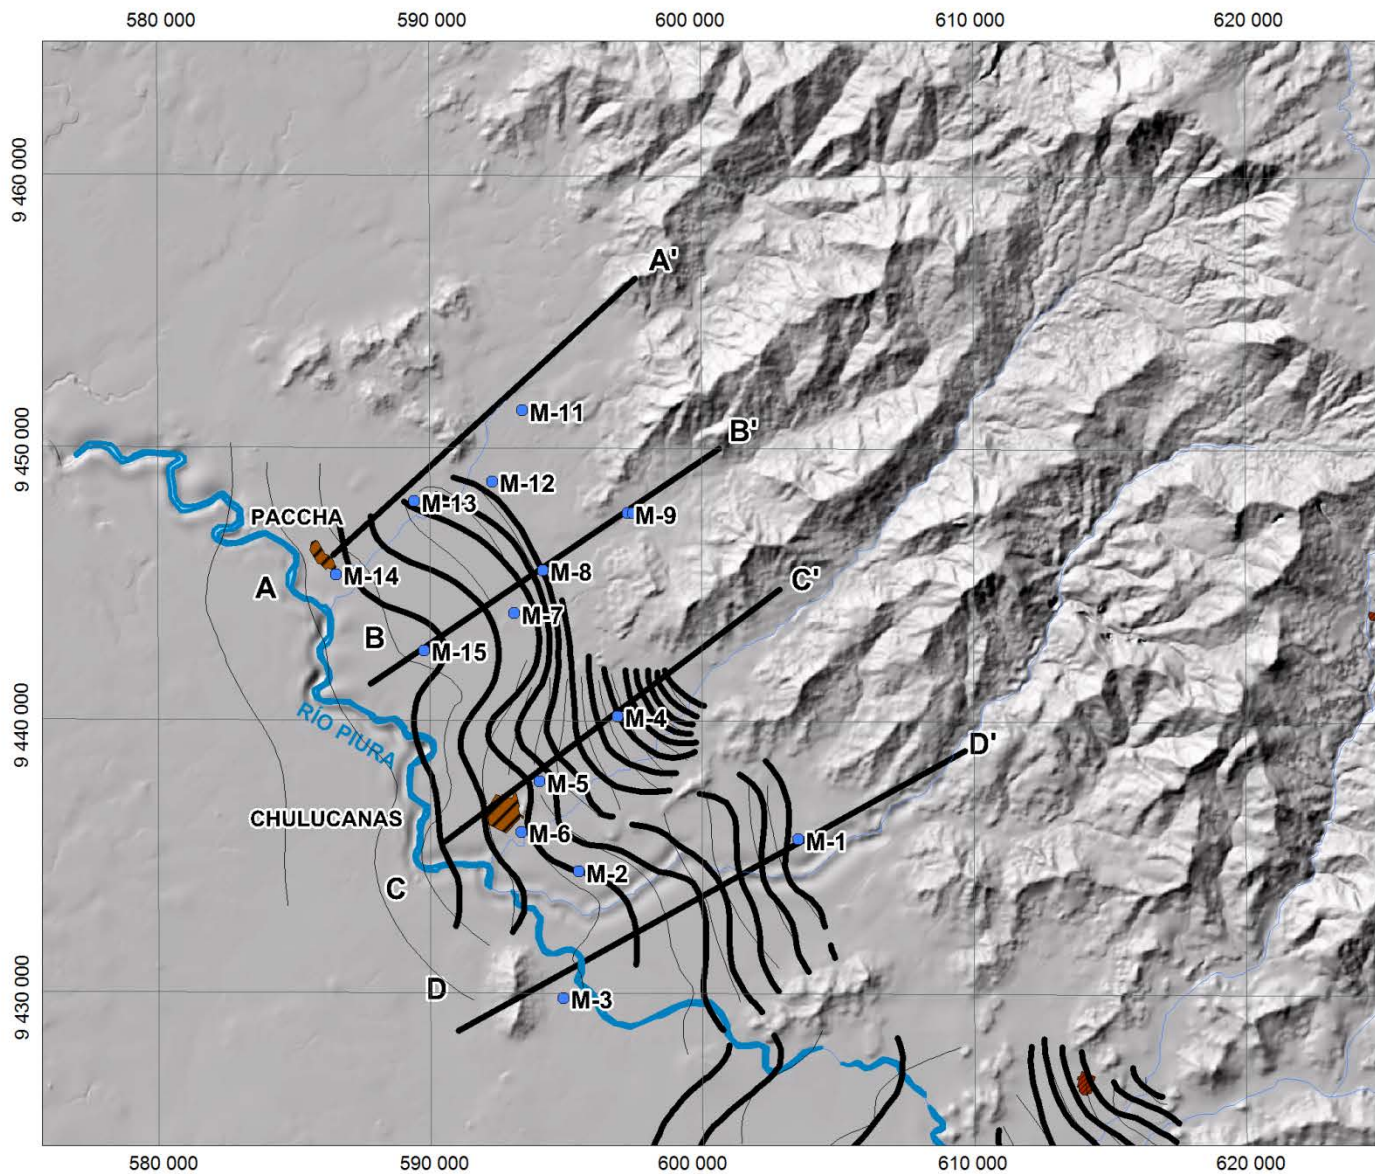 580 000
590 000
600 000
610 000
620 000
9 460 000
A'
M-11
B'
9 450 000
M-12
M-13
M-9
PACCHA
M-8
M-14
C'
A
M-7
B
M-15
M-4
9 440 000
RÍO PIURA
D'
M-5
CHULUCANAS
M-6
M-1
M-2
C
D
M-3
9 430 000
580 000
590 000
600 000
610 000
620 000